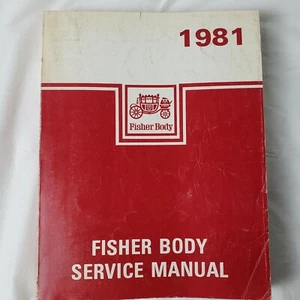 1981
Fisher Body
FISHER BODY
SERVICE MANUAL